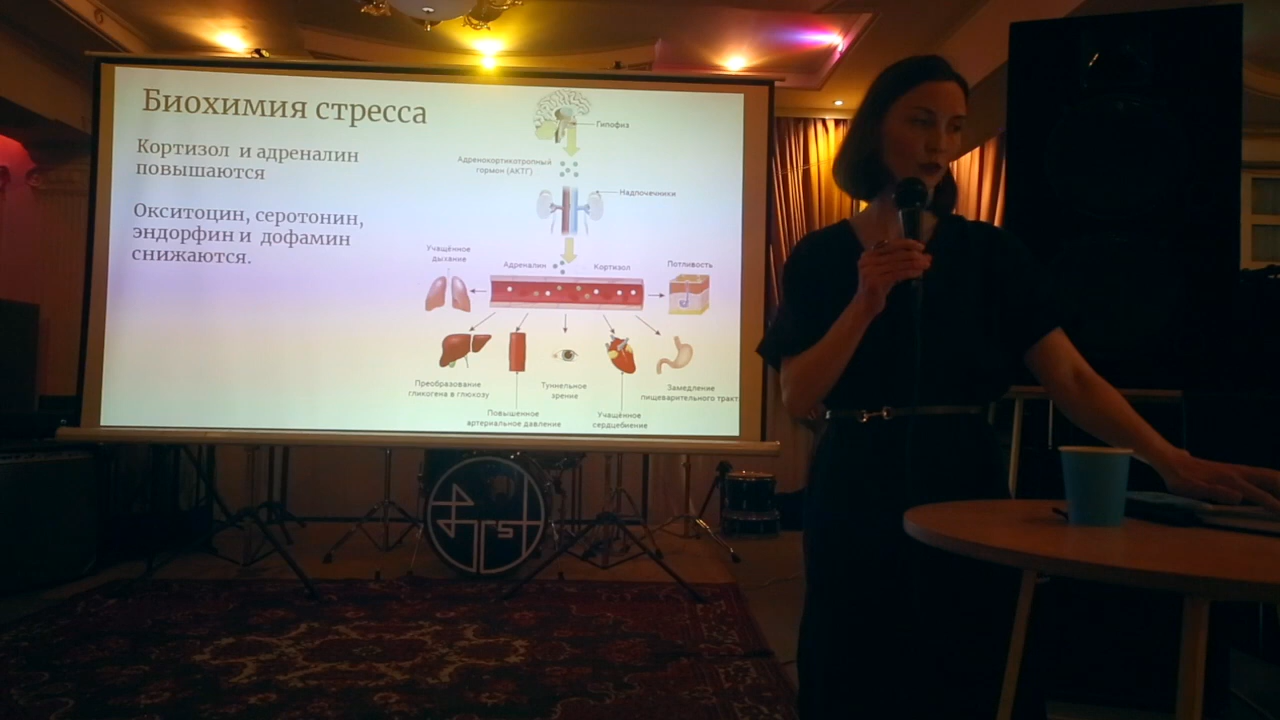 Биохимия стресса
Кортизол и адреналин
повышаются
Окситоцин, серотонин,
эндорфин и дофамин
снижаются.
Гипофиз
Адренокортикотропный
гормон (АКТГ)
Надпочечники
Учащённое
дыхание
Адреналин
Кортизол
Потливость
Преобразование
гликогена в глюкозу
Повышенное
артериальное давление
Туннельное
зрение
Учащённое
сердцебиение
Замедление
пищеварительного тракт